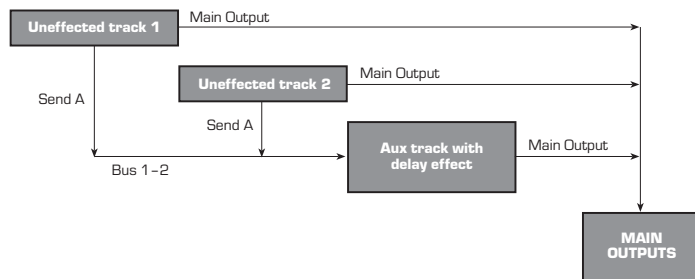 Uneffected track 1
Main Output
Uneffected track 2
Main Output
Send A
Send A
Aux track with
delay effect
Main Output
Bus 1–2
MAIN
OUTPUTS